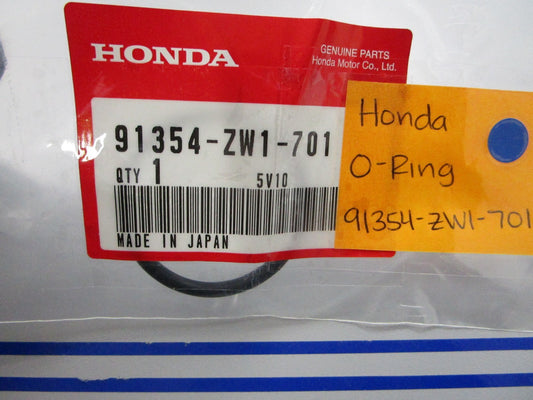 HONDA
GENUINE PARTS
Honda Motor Co., Ltd.
91354-ZW1-701
QTY 1
5V10
MADE IN JAPAN
Honda
O-Ring
91354-ZW1-701